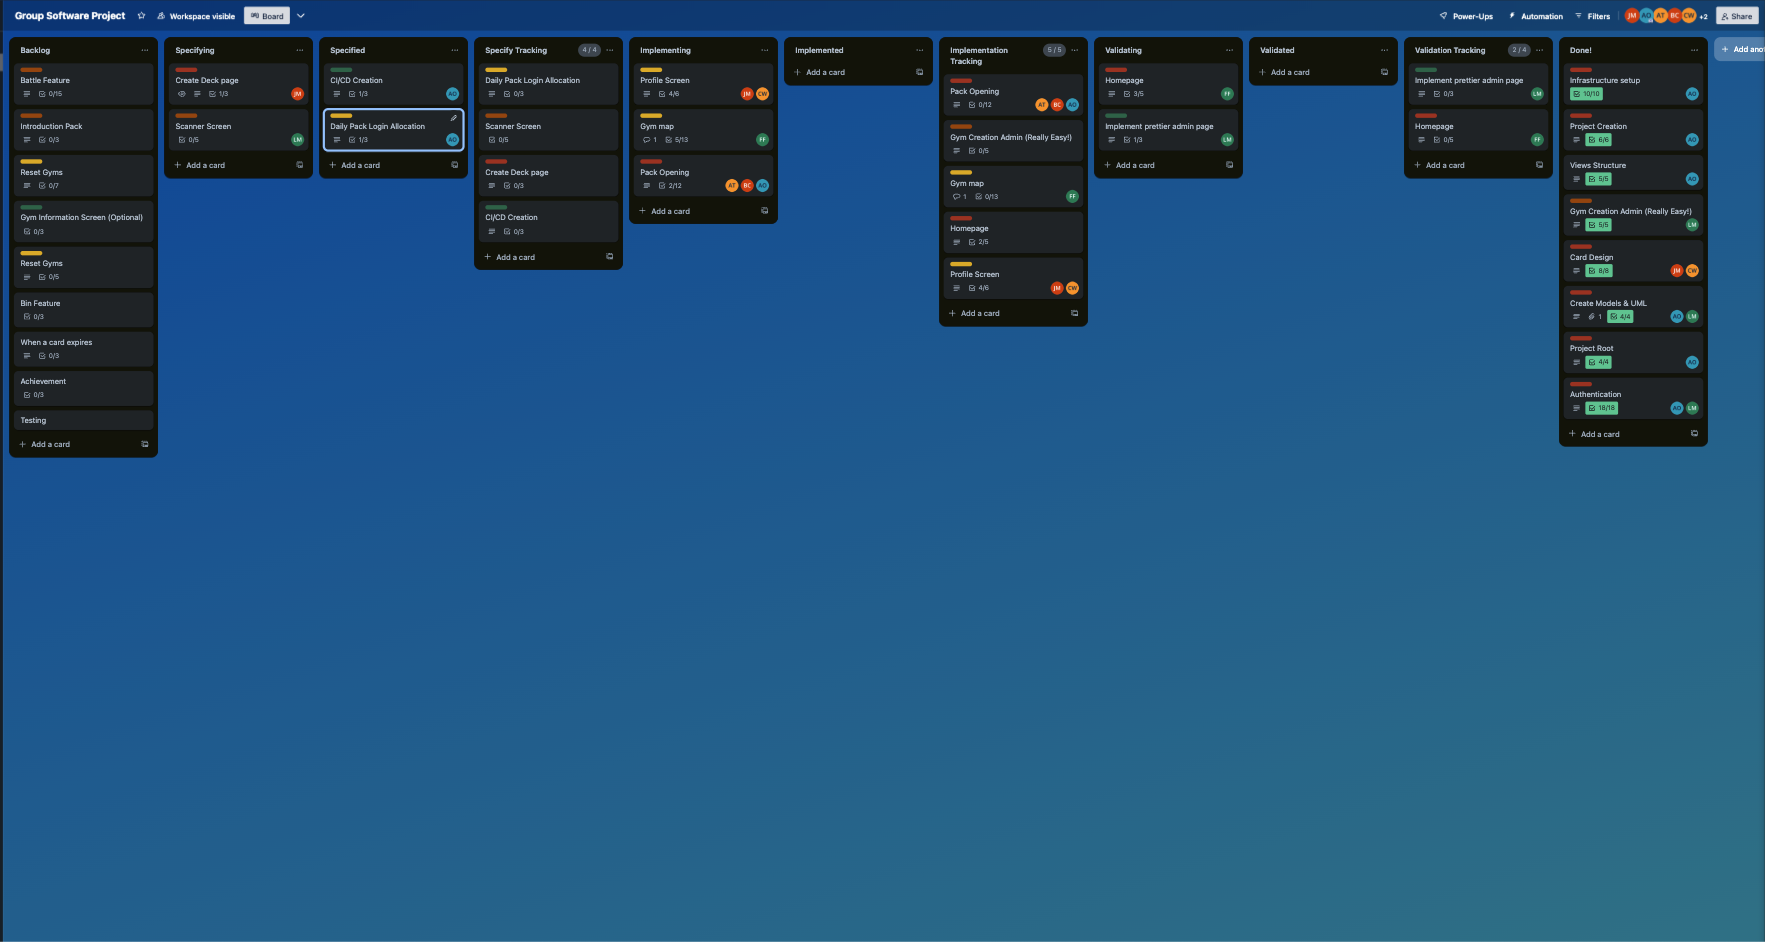 Group Software Project
Workspace visible
Board
Power-Ups
Automation
Filters
JM AO AT BC CW +2
Share
Backlog
Battle Feature
0/15
Introduction Pack
0/3
Reset Gyms
0/7
Gym Information Screen (Optional)
0/3
Reset Gyms
0/5
Bin Feature
0/3
When a card expires
0/3
Achievement
0/3
Testing
+ Add a card
Specifying
Create Deck page
1/3 JM
Scanner Screen
0/5 LM
+ Add a card
Specified
CI/CD Creation
1/3 AO
Daily Pack Login Allocation
1/3 AO
+ Add a card
Specify Tracking 4 / 4
Daily Pack Login Allocation
0/3
Scanner Screen
0/5
Create Deck page
0/3
CI/CD Creation
0/3
+ Add a card
Implementing
Profile Screen
4/6 JM CW
Gym map
1 5/13 FF
Pack Opening
2/12 AT BC AO
+ Add a card
Implemented
+ Add a card
Implementation
Tracking 5 / 5
Pack Opening
0/12 AT BC AO
Gym Creation Admin (Really Easy!)
0/5
Gym map
1 0/13 FF
Homepage
2/5
Profile Screen
4/6 JM CW
+ Add a card
Validating
Homepage
3/5 FF
Implement prettier admin page
1/3 LM
+ Add a card
Validated
+ Add a card
Validation Tracking 2 / 4
Implement prettier admin page
0/3 LM
Homepage
0/5 FF
+ Add a card
Done!
Infrastructure setup
10/10 AO
Project Creation
6/6 AO
Views Structure
5/5 AO
Gym Creation Admin (Really Easy!)
5/5 LM
Card Design
8/8 JM CW
Create Models & UML
1 4/4 AO LM
Project Root
4/4 AO
Authentication
18/18 AO LM
+ Add a card
+ Add ano